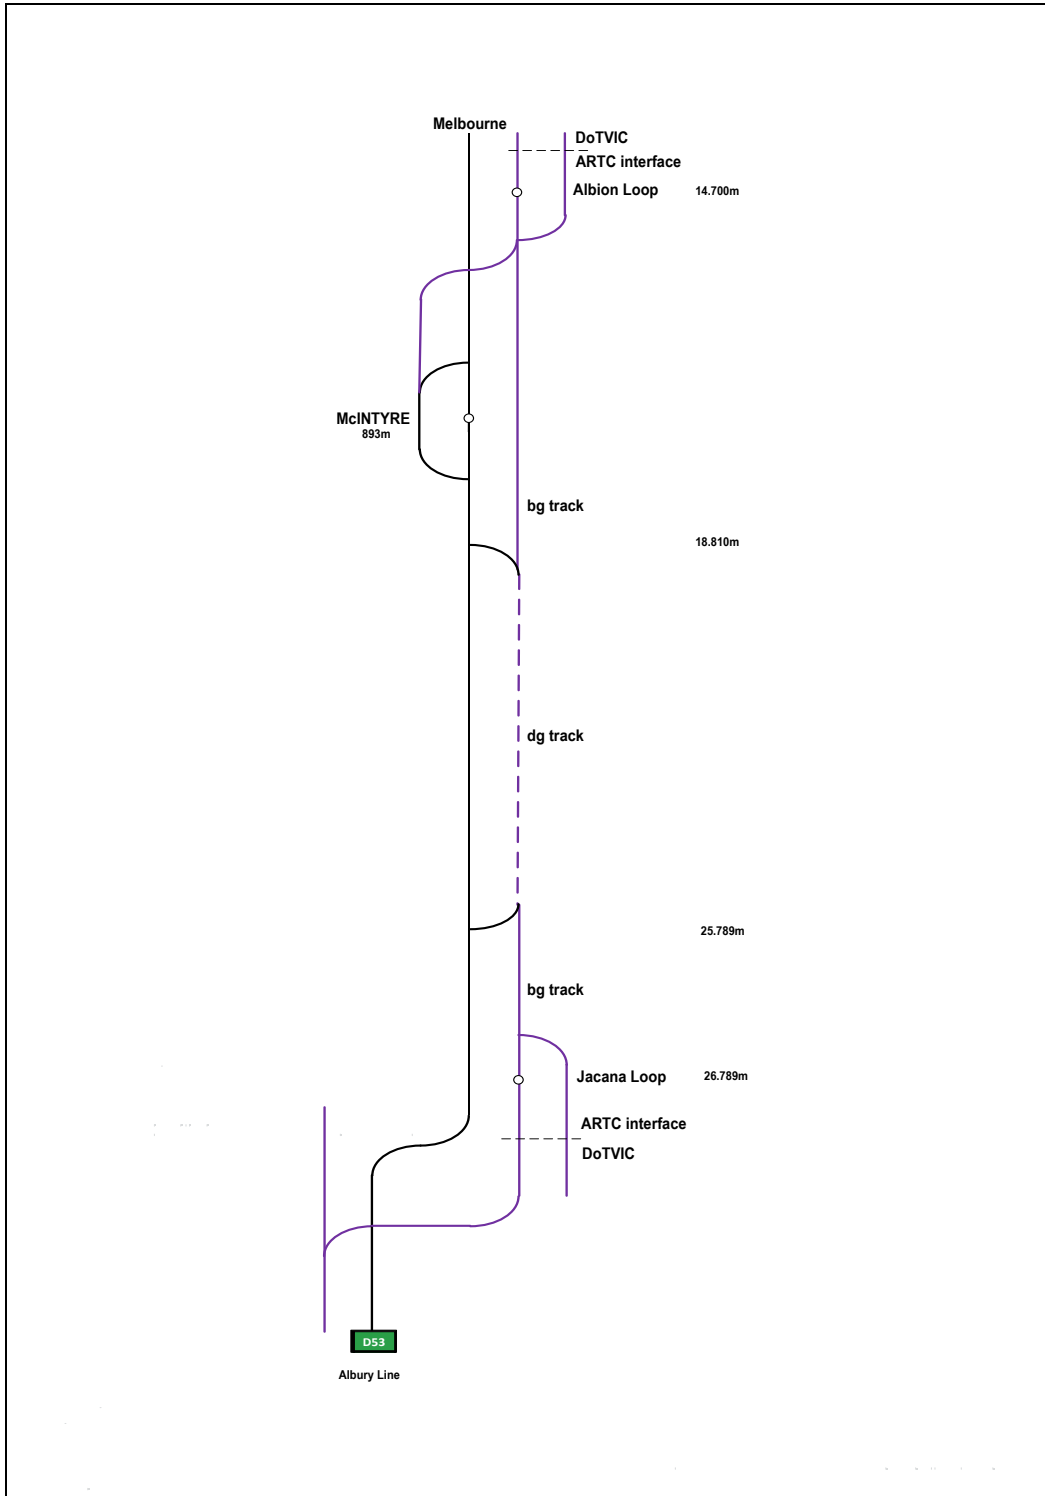 Melbourne
DoTVIC
ARTC interface
Albion Loop 14.700m
McINTYRE
893m
bg track
18.810m
dg track
25.789m
bg track
Jacana Loop 26.789m
ARTC interface
DoTVIC
D53
Albury Line